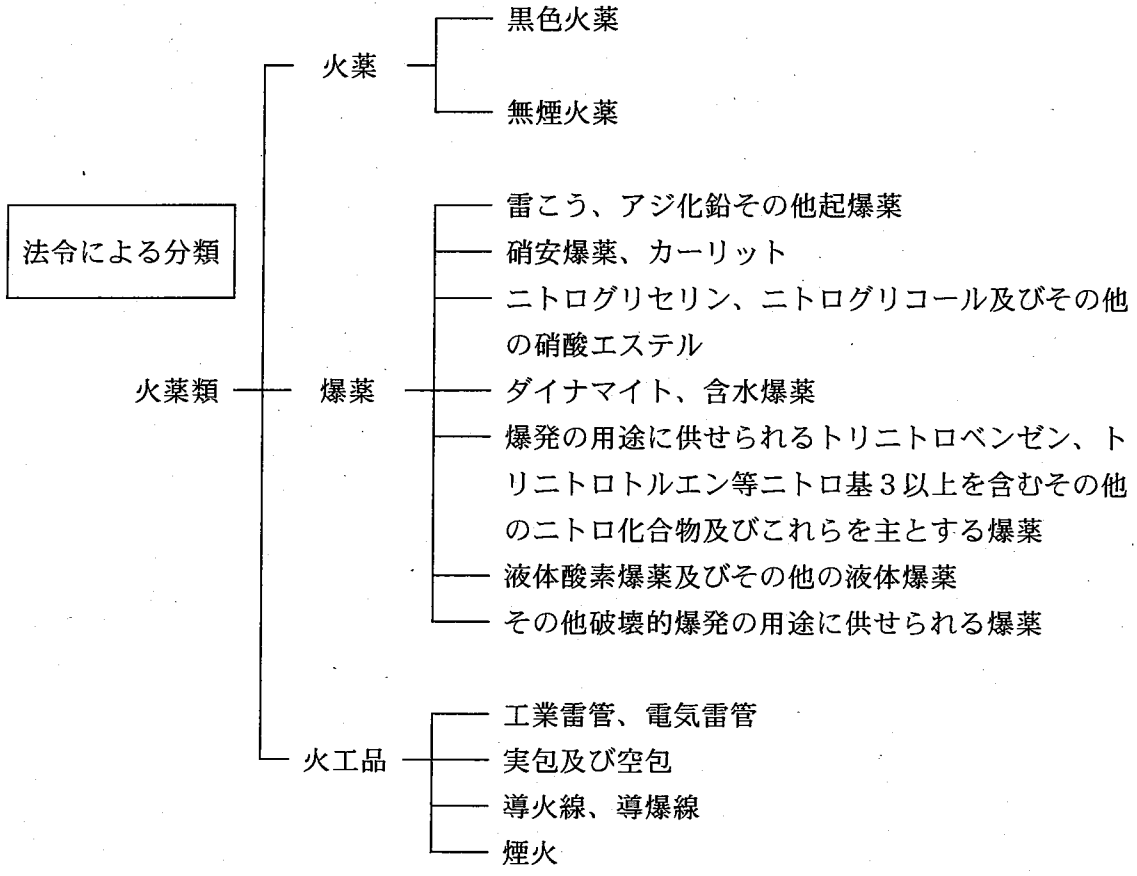 黒色火薬
火薬
無煙火薬
法令による分類
雷こう、アジ化鉛その他起爆薬
硝安爆薬、カーリット
ニトログリセリン、ニトログリコール及びその他
の硝酸エステル
火薬類
爆薬
ダイナマイト、含水爆薬
爆発の用途に供せられるトリニトロベンゼン、ト
リニトロトルエン等ニトロ基3以上を含むその他
のニトロ化合物及びこれらを主とする爆薬
液体酸素爆薬及びその他の液体爆薬
その他破壊的爆発の用途に供せられる爆薬
工業雷管、電気雷管
火工品
実包及び空包
導火線、導爆線
煙火